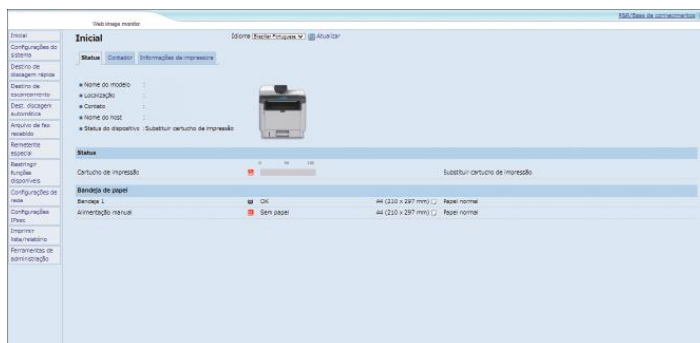 FAQ/Base de conhecimentos
Web Image Monitor
Inicial
Configurações do
sistema
Destino de
discagem rápida
Destino de
escaneamento
Dest. discagem
automática
Arquivo de fax
recebido
Remetente
especial
Restringir
funções
disponíveis
Configurações de
rede
Configurações
IPsec
Imprimir
lista/relatório
Ferramentas de
administração
Inicial
Idioma Brazilian Portuguese Atualizar
Status Contador Informações da impressora
Nome do modelo :
Localização :
Contato :
Nome do host :
Status do dispositivo : Substituir cartucho de impressão
Status
0 50 100
Cartucho de impressão Substituir cartucho de impressão
Bandeja de papel
Bandeja 1 OK A4 (210 x 297 mm) Papel normal
Alimentação manual Sem papel A4 (210 x 297 mm) Papel normal